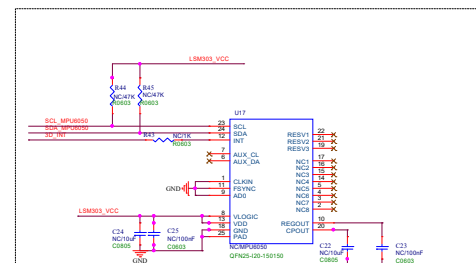 LSM303_VCC
R44
NC/47K
R0603
R45
NC/47K
R0603
U17
SCL_MPU6050
SDA_MPU6050
3D_INT
R43
NC/1K
R0603
23
24
12
SCL
SDA
INT
RESV1
RESV2
RESV3
22
21
19
7
6
AUX_CL
AUX_DA
NC1
NC2
NC3
NC4
NC5
NC6
NC7
NC8
17
16
15
14
5
4
3
2
GND
1
11
9
CLKIN
FSYNC
AD0
LSM303_VCC
8
13
18
25
VLOGIC
VDD
GND
PAD
REGOUT
CPOUT
10
20
C24
NC/10uF
C0805
C25
NC/100nF
C0603
GND
NC/MPU6050
QFN25-I20-150150
C22
NC/10uF
C0805
C23
NC/100nF
C0603